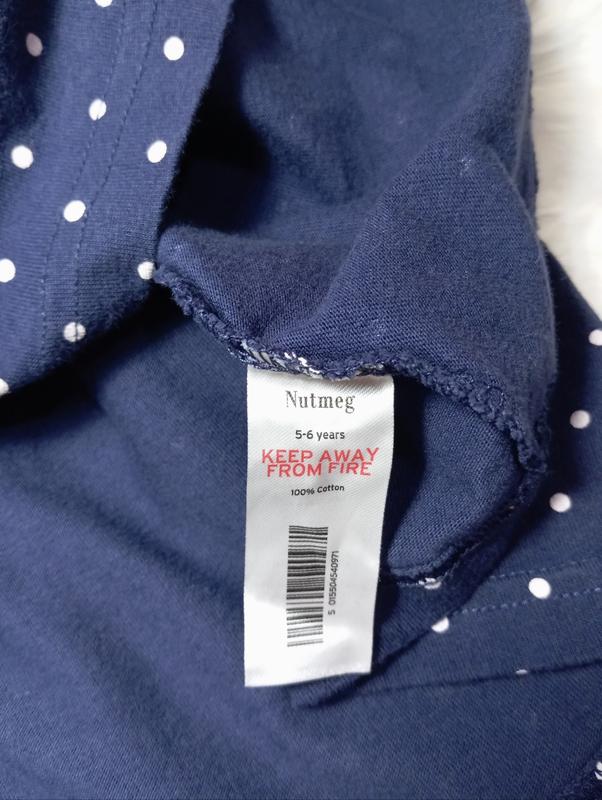 Nutmeg
5-6 years
KEEP AWAY
FROM FIRE
100% Cotton
5 015504540971